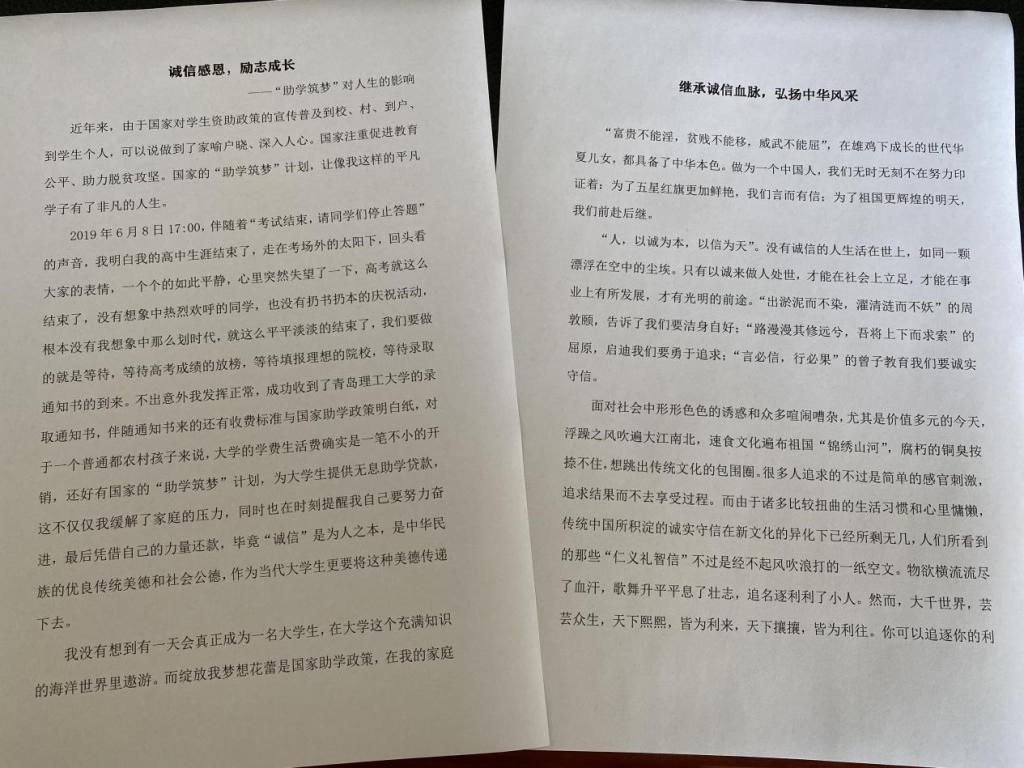 诚信感恩，励志成长
——“助学筑梦”对人生的影响
近年来，由于国家对学生资助政策的宣传普及到校、村、到户、
到学生个人，可以说做到了家喻户晓、深入人心。国家注重促进教育
公平、助力脱贫攻坚。国家的“助学筑梦”计划，让像我这样的平凡
学子有了非凡的人生。
2019 年 6 月 8 日 17:00，伴随着“考试结束，请同学们停止答题”
的声音，我明白我的高中生涯结束了，走在考场外的太阳下，回头看
大家的表情，一个个的如此平静，心里突然失望了一下，高考就这么
结束了，没有想象中热烈欢呼的同学，也没有扔书扔本的庆祝活动，
根本没有我想象中那么划时代，就这么平平淡淡的结束了，我们要做
的就是等待，等待高考成绩的放榜，等待填报理想的院校，等待录取
通知书的到来。不出意外我发挥正常，成功收到了青岛理工大学的录
取通知书，伴随通知书来的还有收费标准与国家助学政策明白纸，对
于一个普通都农村孩子来说，大学的学费生活费确实是一笔不小的开
销，还好有国家的“助学筑梦”计划，为大学生提供无息助学贷款，
这不仅仅我缓解了家庭的压力，同时也在时刻提醒我自己要努力奋
进，最后凭借自己的力量还款，毕竟“诚信”是为人之本，是中华民
族的优良传统美德和社会公德，作为当代大学生更要将这种美德传递
下去。
我没有想到有一天会真正成为一名大学生，在大学这个充满知识
的海洋世界里遨游。而绽放我梦想花蕾是国家助学政策，在我的家庭
继承诚信血脉，弘扬中华风采
“富贵不能淫，贫贱不能移，威武不能屈”，在雄鸡下成长的世代华
夏儿女，都具备了中华本色。做为一个中国人，我们无时无刻不在努力印
证着：为了五星红旗更加鲜艳，我们言而有信；为了祖国更辉煌的明天，
我们前赴后继。
“人，以诚为本，以信为天”。没有诚信的人生活在世上，如同一颗
漂浮在空中的尘埃。只有以诚来做人处世，才能在社会上立足，才能在事
业上有所发展，才有光明的前途。“出淤泥而不染，濯清涟而不妖”的周
敦颐，告诉了我们要洁身自好；“路漫漫其修远兮，吾将上下而求索”的
屈原，启迪我们要勇于追求；“言必信，行必果”的曾子教育我们要诚实
守信。
面对社会中形形色色的诱惑和众多喧闹嘈杂，尤其是价值多元的今天，
浮躁之风吹遍大江南北，速食文化遍布祖国“锦绣山河”，腐朽的铜臭按
捺不住，想跳出传统文化的包围圈。很多人追求的不过是简单的感官刺激，
追求结果而不去享受过程。而由于诸多比较扭曲的生活习惯和心里慵懒，
传统中国所积淀的诚实守信在新文化的异化下已经所剩无几，人们所看到
的那些“仁义礼智信”不过是经不起风吹浪打的一纸空文。物欲横流流尽
了血汗，歌舞升平平息了壮志，追名逐利利了小人。然而，大千世界，芸
芸众生，天下熙熙，皆为利来，天下攘攘，皆为利往。你可以追逐你的利